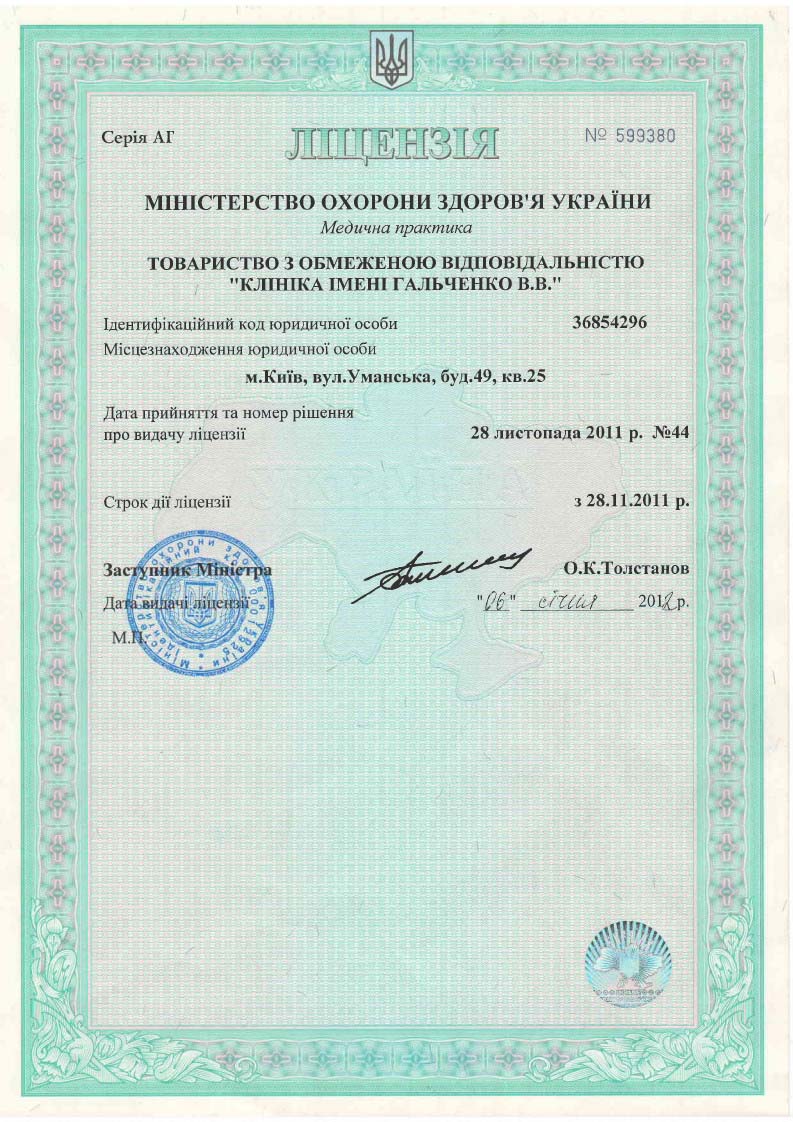 Серія АГ ЛІЦЕНЗІЯ № 599380
МІНІСТЕРСТВО ОХОРОНИ ЗДОРОВ'Я УКРАЇНИ
Медична практика
ТОВАРИСТВО З ОБМЕЖЕНОЮ ВІДПОВІДАЛЬНІСТЮ
"КЛІНІКА ІМЕНІ ГАЛЬЧЕНКО В.В."
Ідентифікаційний код юридичної особи 36854296
Місцезнаходження юридичної особи
м.Київ, вул.Уманська, буд.49, кв.25
Дата прийняття та номер рішення
про видачу ліцензії 28 листопада 2011 р. №44
Строк дії ліцензії з 28.11.2011 р.
Заступник Міністра О.К.Толстанов
Дата видачі ліцензії "06" січня 2012 р.
М.П.
Міністерство охорони здоров'я України